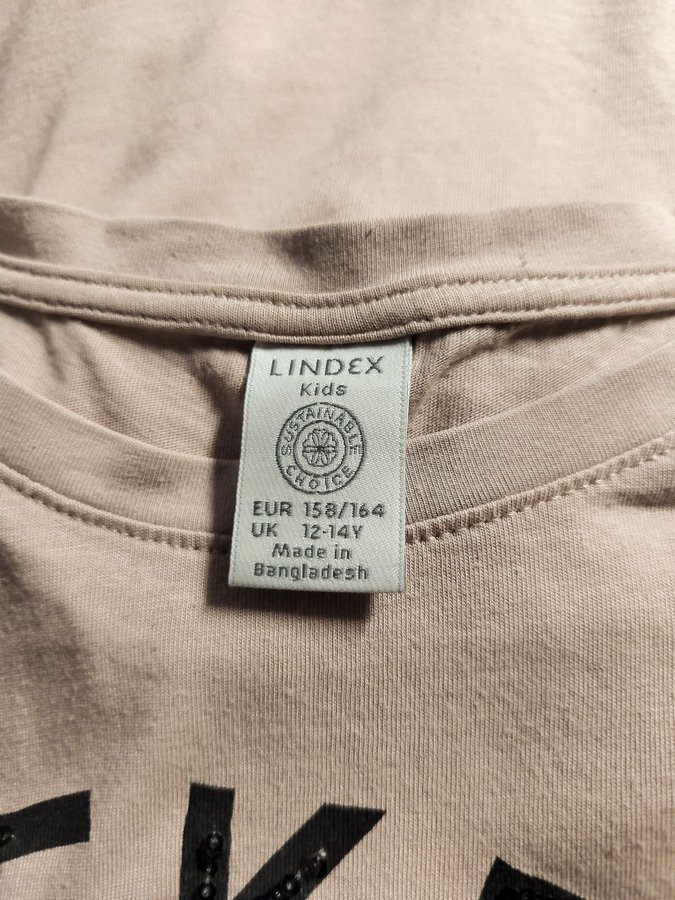 LINDEX
Kids
SUSTAINABLE
CHOICE
EUR 158/164
UK 12-14Y
Made in
Bangladesh